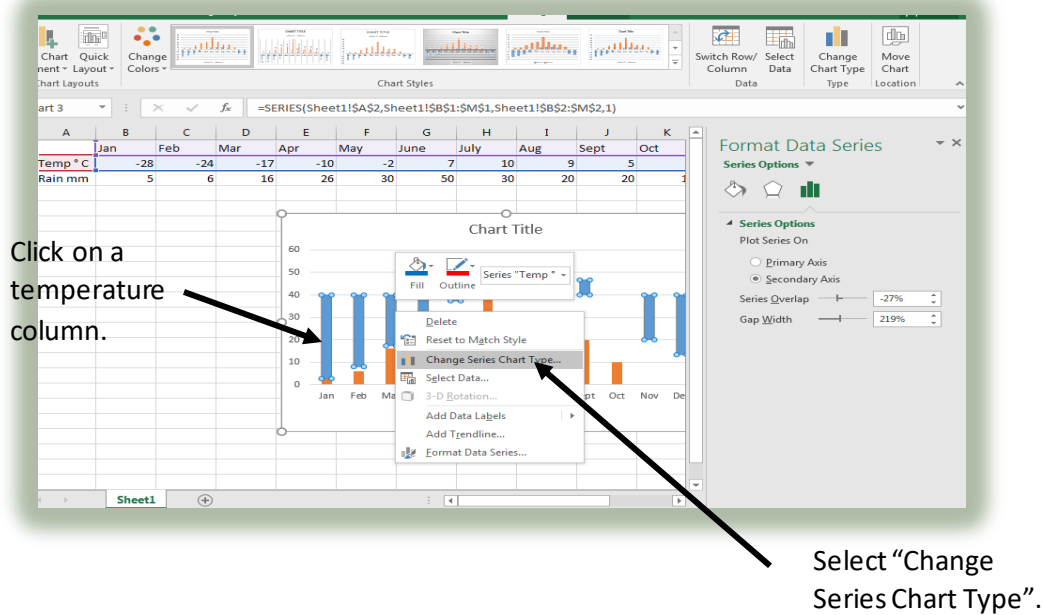 Chart Quick Change
Layout Colors
Chart Layouts
Chart Styles
Switch Row/ Select Change Move
Column Data Chart Type Chart
Data Type Location
art 3 fx =SERIES(Sheet1!$A$2,Sheet1!$B$1:$M$1,Sheet1!$B$2:$M$2,1)
A B C D E F G H I J K
Jan Feb Mar Apr May June July Aug Sept Oct
Temp ° C -28 -24 -17 -10 -2 7 10 9 5
Rain mm 5 6 16 26 30 50 30 20 20 1
Format Data Series
Series Options
Series Options
Plot Series On
Primary Axis
Secondary Axis
Series Overlap -27%
Gap Width 219%
Chart Title
60
50
40
30
20
10
0
Jan Feb Ma pt Oct Nov De
Fill Outline Series "Temp °
Delete
Reset to Match Style
Change Series Chart Type...
Select Data...
3-D Rotation...
Add Data Labels
Add Trendline...
Format Data Series...
Click on a
temperature
column.
Sheet1
Select “Change
Series Chart Type”.